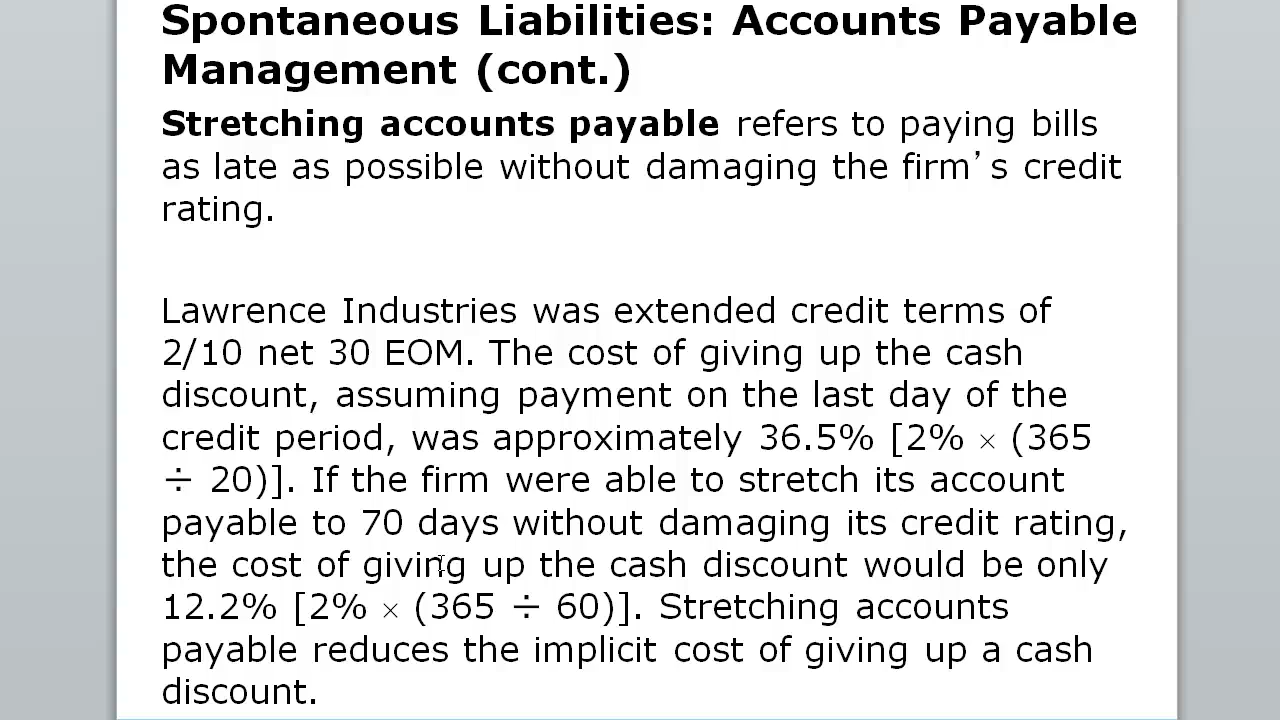 Spontaneous Liabilities: Accounts Payable
Management (cont.)
Stretching accounts payable refers to paying bills
as late as possible without damaging the firm’s credit
rating.
Lawrence Industries was extended credit terms of
2/10 net 30 EOM. The cost of giving up the cash
discount, assuming payment on the last day of the
credit period, was approximately 36.5% [2% × (365
÷ 20)]. If the firm were able to stretch its account
payable to 70 days without damaging its credit rating,
the cost of giving up the cash discount would be only
12.2% [2% × (365 ÷ 60)]. Stretching accounts
payable reduces the implicit cost of giving up a cash
discount.